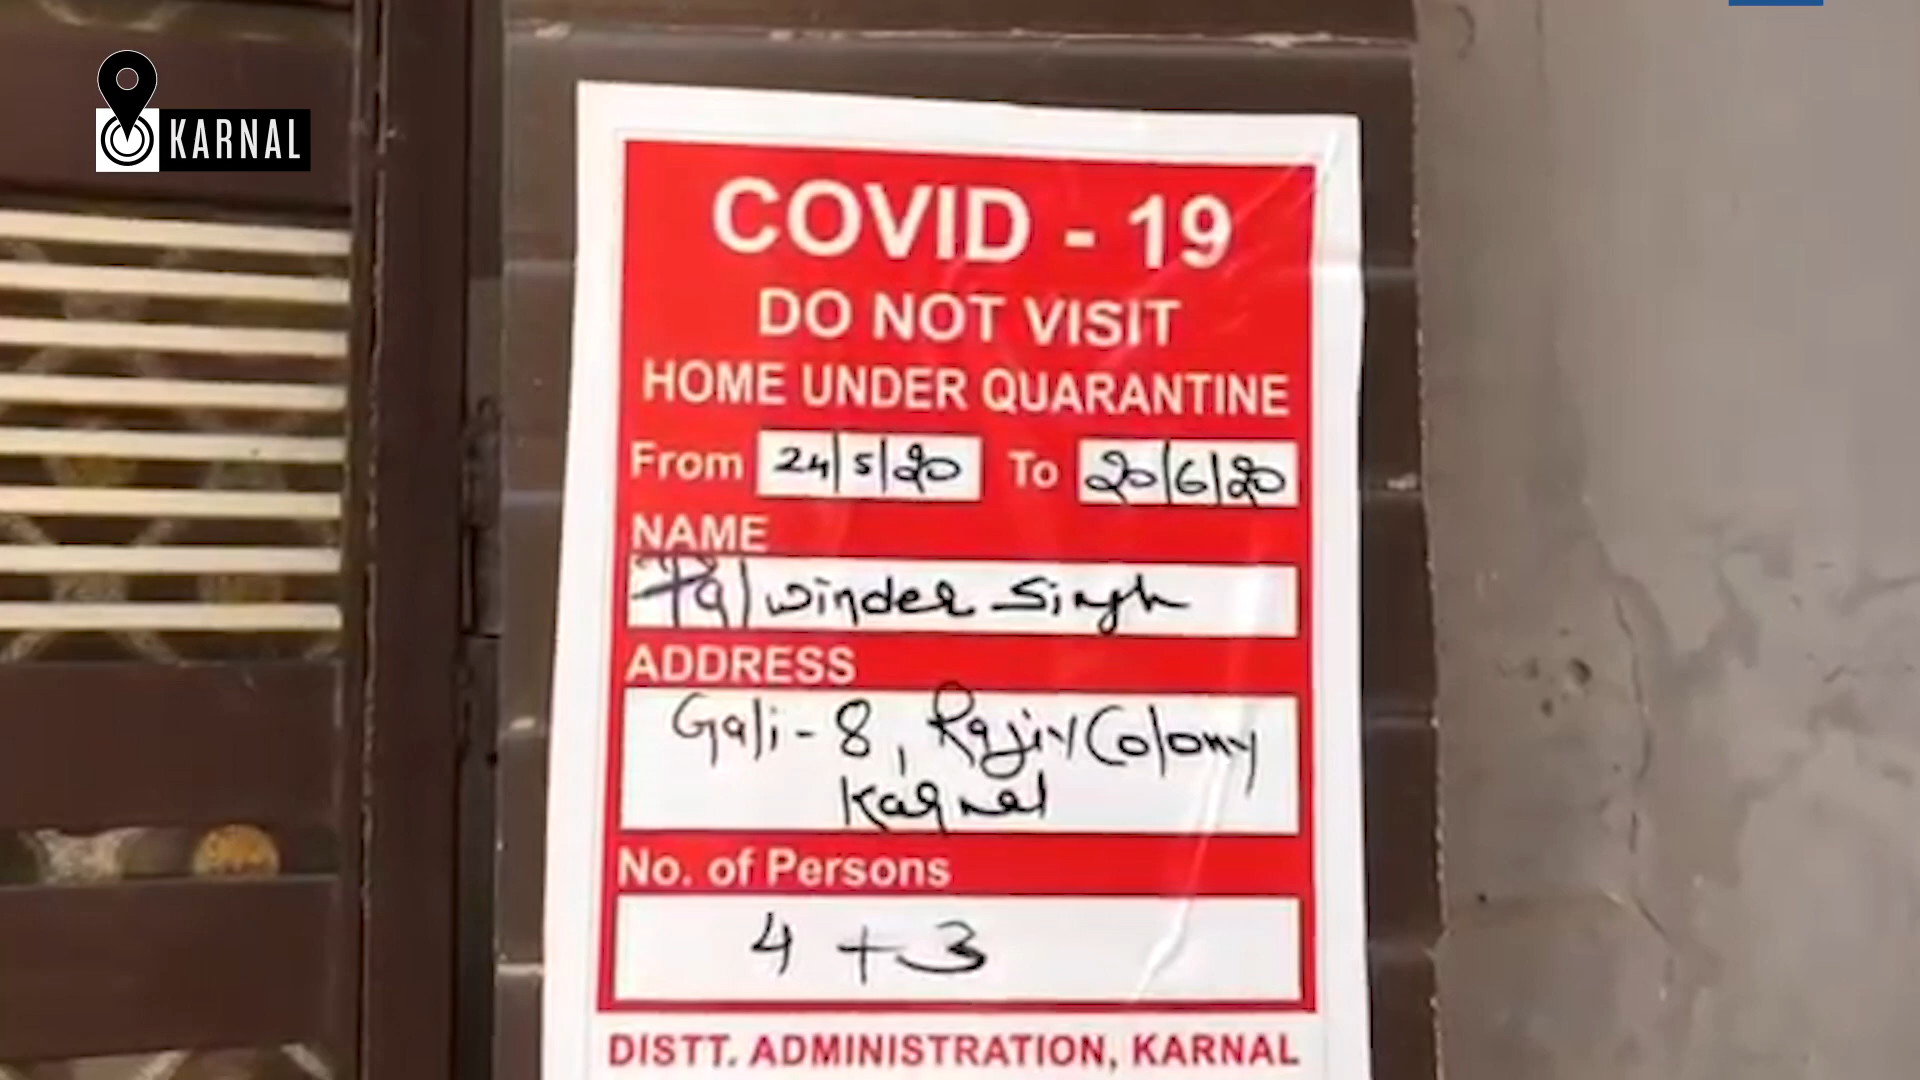 KARNAL
COVID - 19
DO NOT VISIT
HOME UNDER QUARANTINE
From 24/5/20 To 20/6/20
NAME
Palwinder Singh
ADDRESS
Gali-8, Rajiv Colony
Karnal
No. of Persons
4 + 3
DISTT. ADMINISTRATION, KARNAL